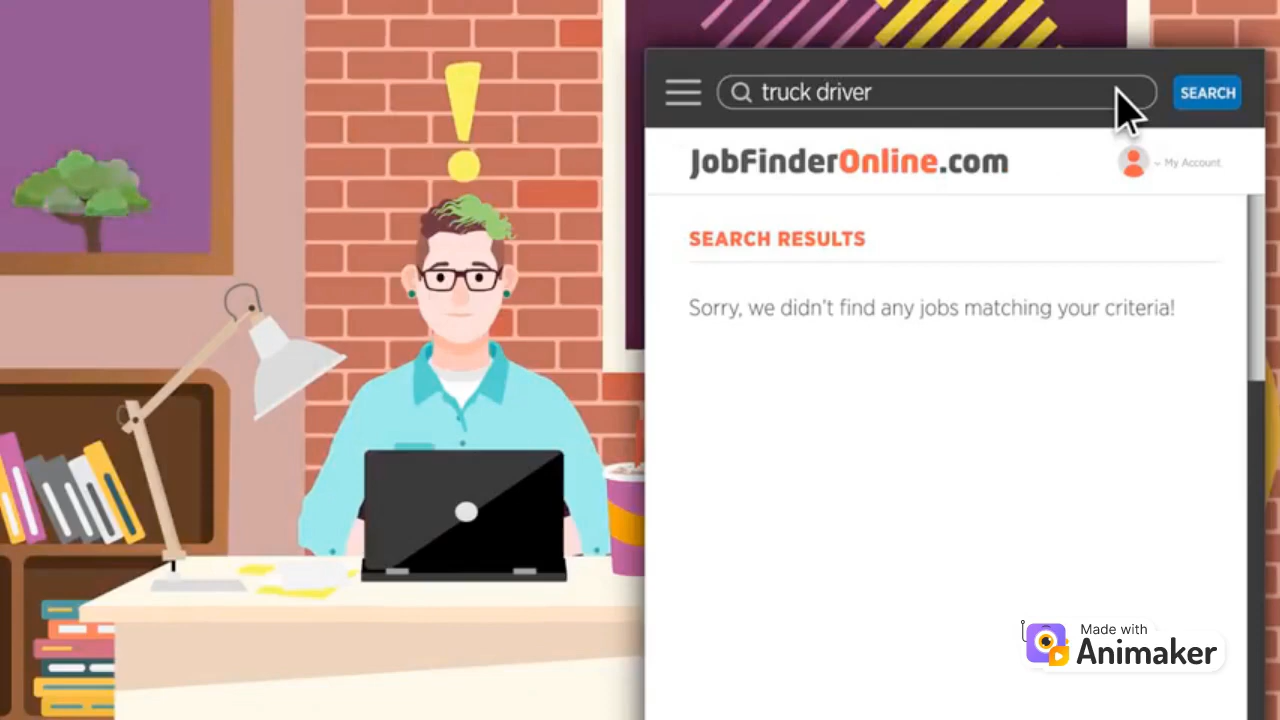 truck driver
SEARCH
JobFinderOnline.com
My Account
SEARCH RESULTS
Sorry, we didn't find any jobs matching your criteria!
Made with
Animaker